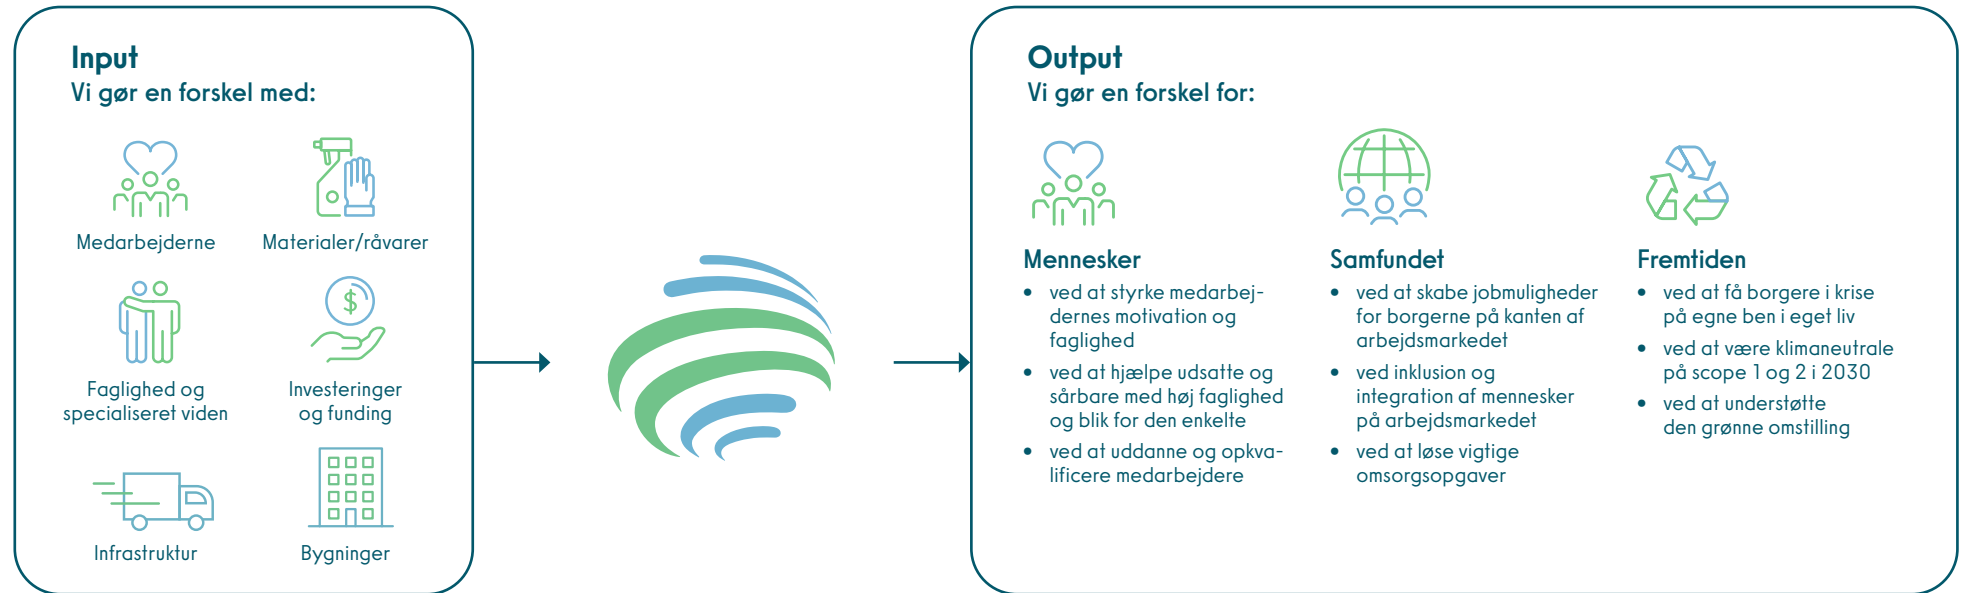 Input
Vi gør en forskel med:
Medarbejderne
Materialer/råvarer
Faglighed og
specialiseret viden
Investeringer
og funding
Infrastruktur
Bygninger
Output
Vi gør en forskel for:
Mennesker
• ved at styrke medarbej-
dernes motivation og
faglighed
• ved at hjælpe udsatte og
sårbare med høj faglighed
og blik for den enkelte
• ved at uddanne og opkva-
lificere medarbejdere
Samfundet
• ved at skabe jobmuligheder
for borgerne på kanten af
arbejdsmarkedet
• ved inklusion og
integration af mennesker
på arbejdsmarkedet
• ved at løse vigtige
omsorgsopgaver
Fremtiden
• ved at få borgere i krise
på egne ben i eget liv
• ved at være klimaneutrale
på scope 1 og 2 i 2030
• ved at understøtte
den grønne omstilling